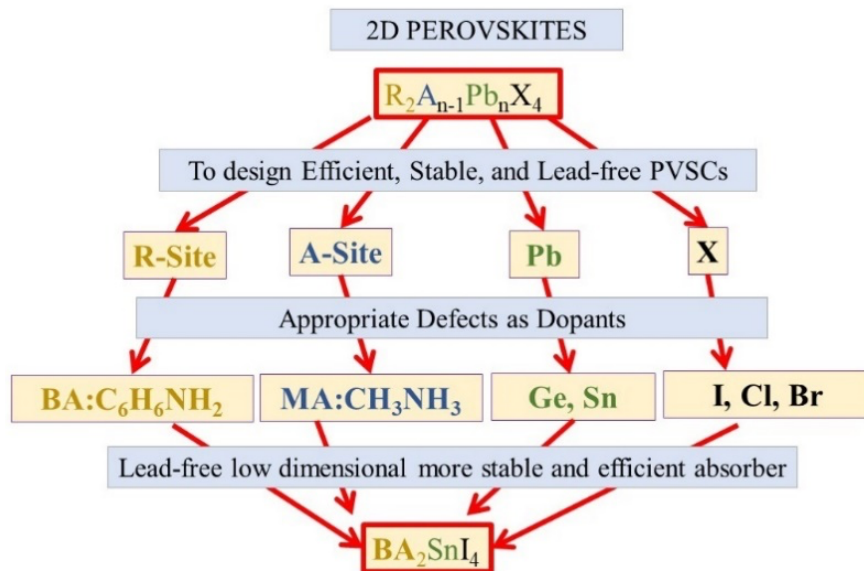 2D PEROVSKITES
R₂Aₙ₋₁PbₙX₄
To design Efficient, Stable, and Lead-free PVSCs
R-Site A-Site Pb X
Appropriate Defects as Dopants
BA:C₆H₆NH₂ MA:CH₃NH₃ Ge, Sn I, Cl, Br
Lead-free low dimensional more stable and efficient absorber
BA₂SnI₄